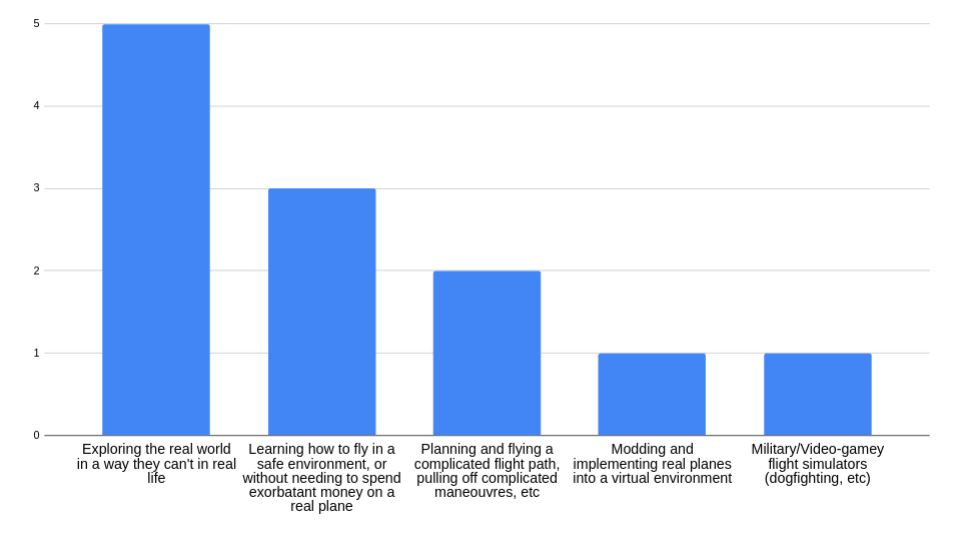 5
4
3
2
1
0
Exploring the real world
in a way they can't in real
life
Learning how to fly in a
safe environment, or
without needing to spend
exorbatant money on a
real plane
Planning and flying a
complicated flight path,
pulling off complicated
maneouvres, etc
Modding and
implementing real planes
into a virtual environment
Military/Video-gamey
flight simulators
(dogfighting, etc)